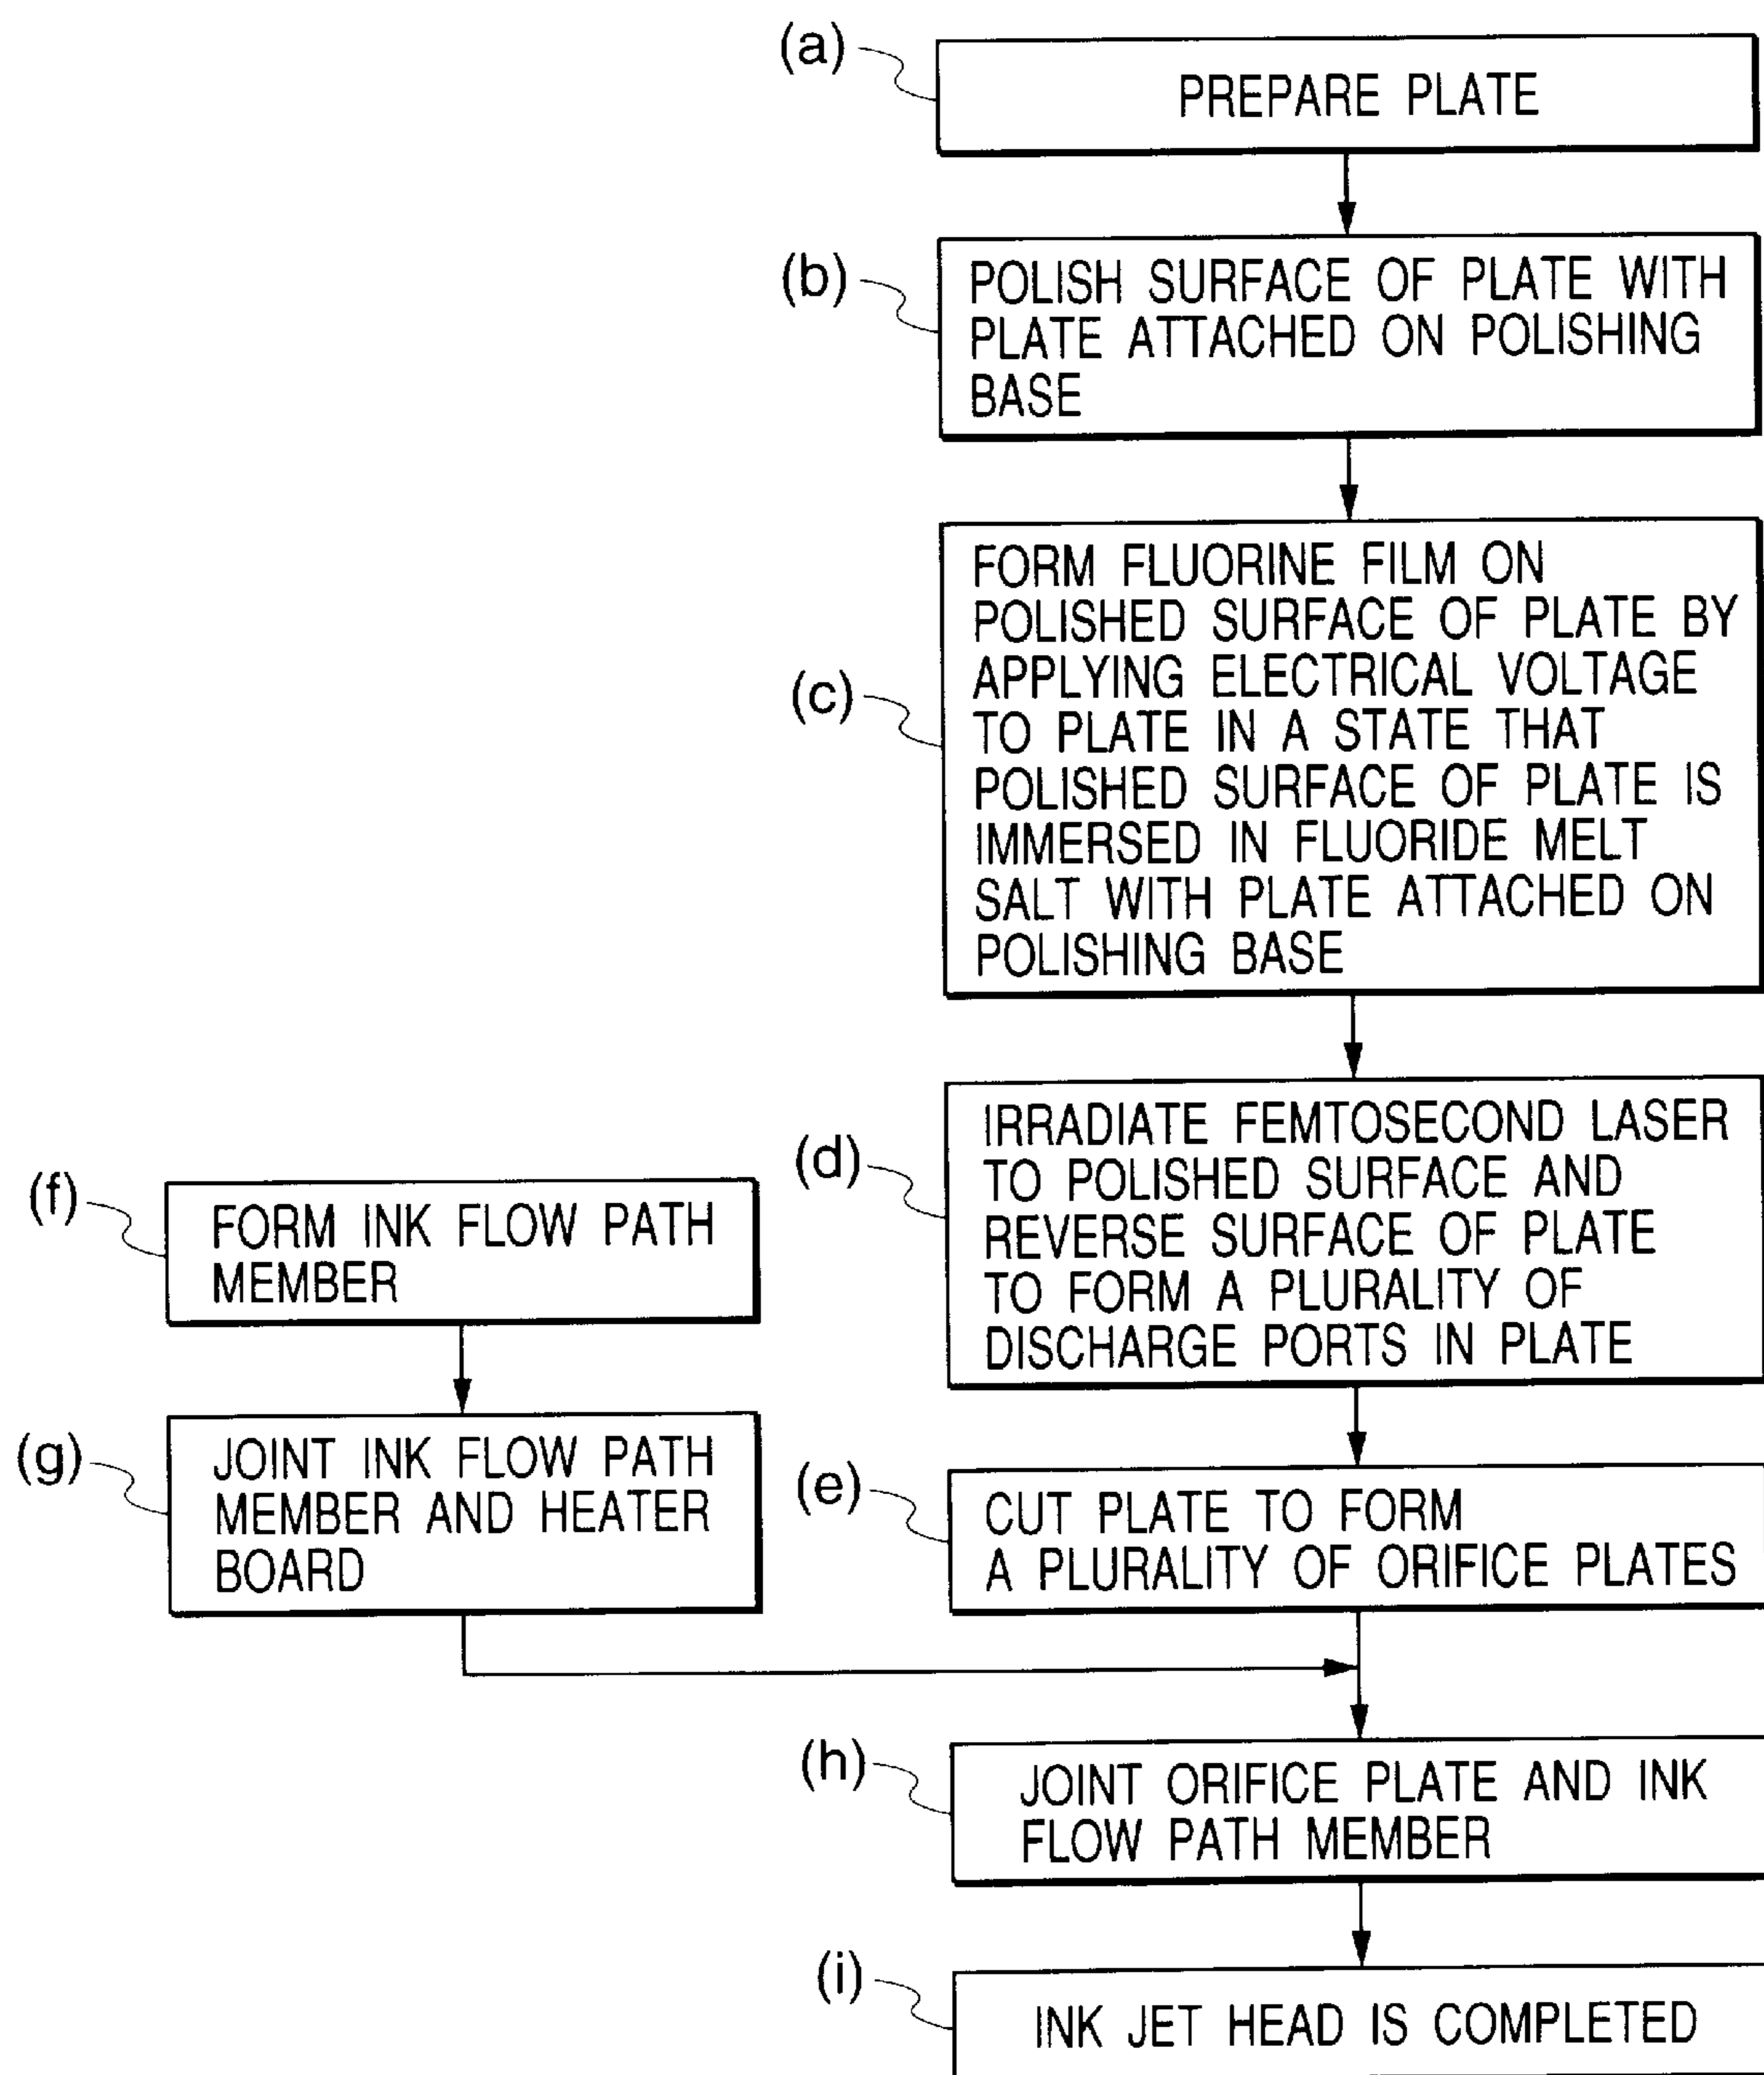 (a)
PREPARE PLATE
(b)
POLISH SURFACE OF PLATE WITH
PLATE ATTACHED ON POLISHING
BASE
(c)
FORM FLUORINE FILM ON
POLISHED SURFACE OF PLATE BY
APPLYING ELECTRICAL VOLTAGE
TO PLATE IN A STATE THAT
POLISHED SURFACE OF PLATE IS
IMMERSED IN FLUORIDE MELT
SALT WITH PLATE ATTACHED ON
POLISHING BASE
(d)
IRRADIATE FEMTOSECOND LASER
TO POLISHED SURFACE AND
REVERSE SURFACE OF PLATE
TO FORM A PLURALITY OF
DISCHARGE PORTS IN PLATE
(e)
CUT PLATE TO FORM
A PLURALITY OF ORIFICE PLATES
(f)
FORM INK FLOW PATH
MEMBER
(g)
JOINT INK FLOW PATH
MEMBER AND HEATER
BOARD
(h)
JOINT ORIFICE PLATE AND INK
FLOW PATH MEMBER
(i)
INK JET HEAD IS COMPLETED